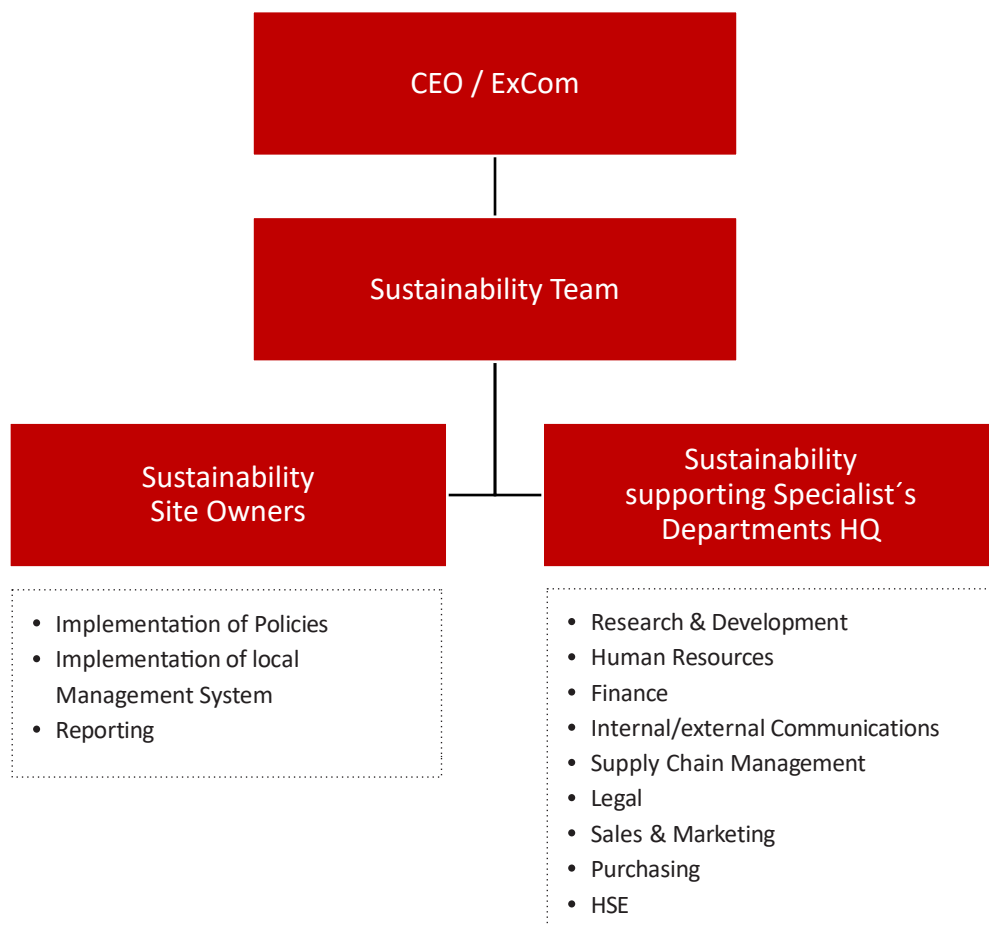 CEO / ExCom
Sustainability Team
Sustainability
Site Owners
• Implementation of Policies
• Implementation of local
Management System
• Reporting
Sustainability
supporting Specialist´s
Departments HQ
• Research & Development
• Human Resources
• Finance
• Internal/external Communications
• Supply Chain Management
• Legal
• Sales & Marketing
• Purchasing
• HSE